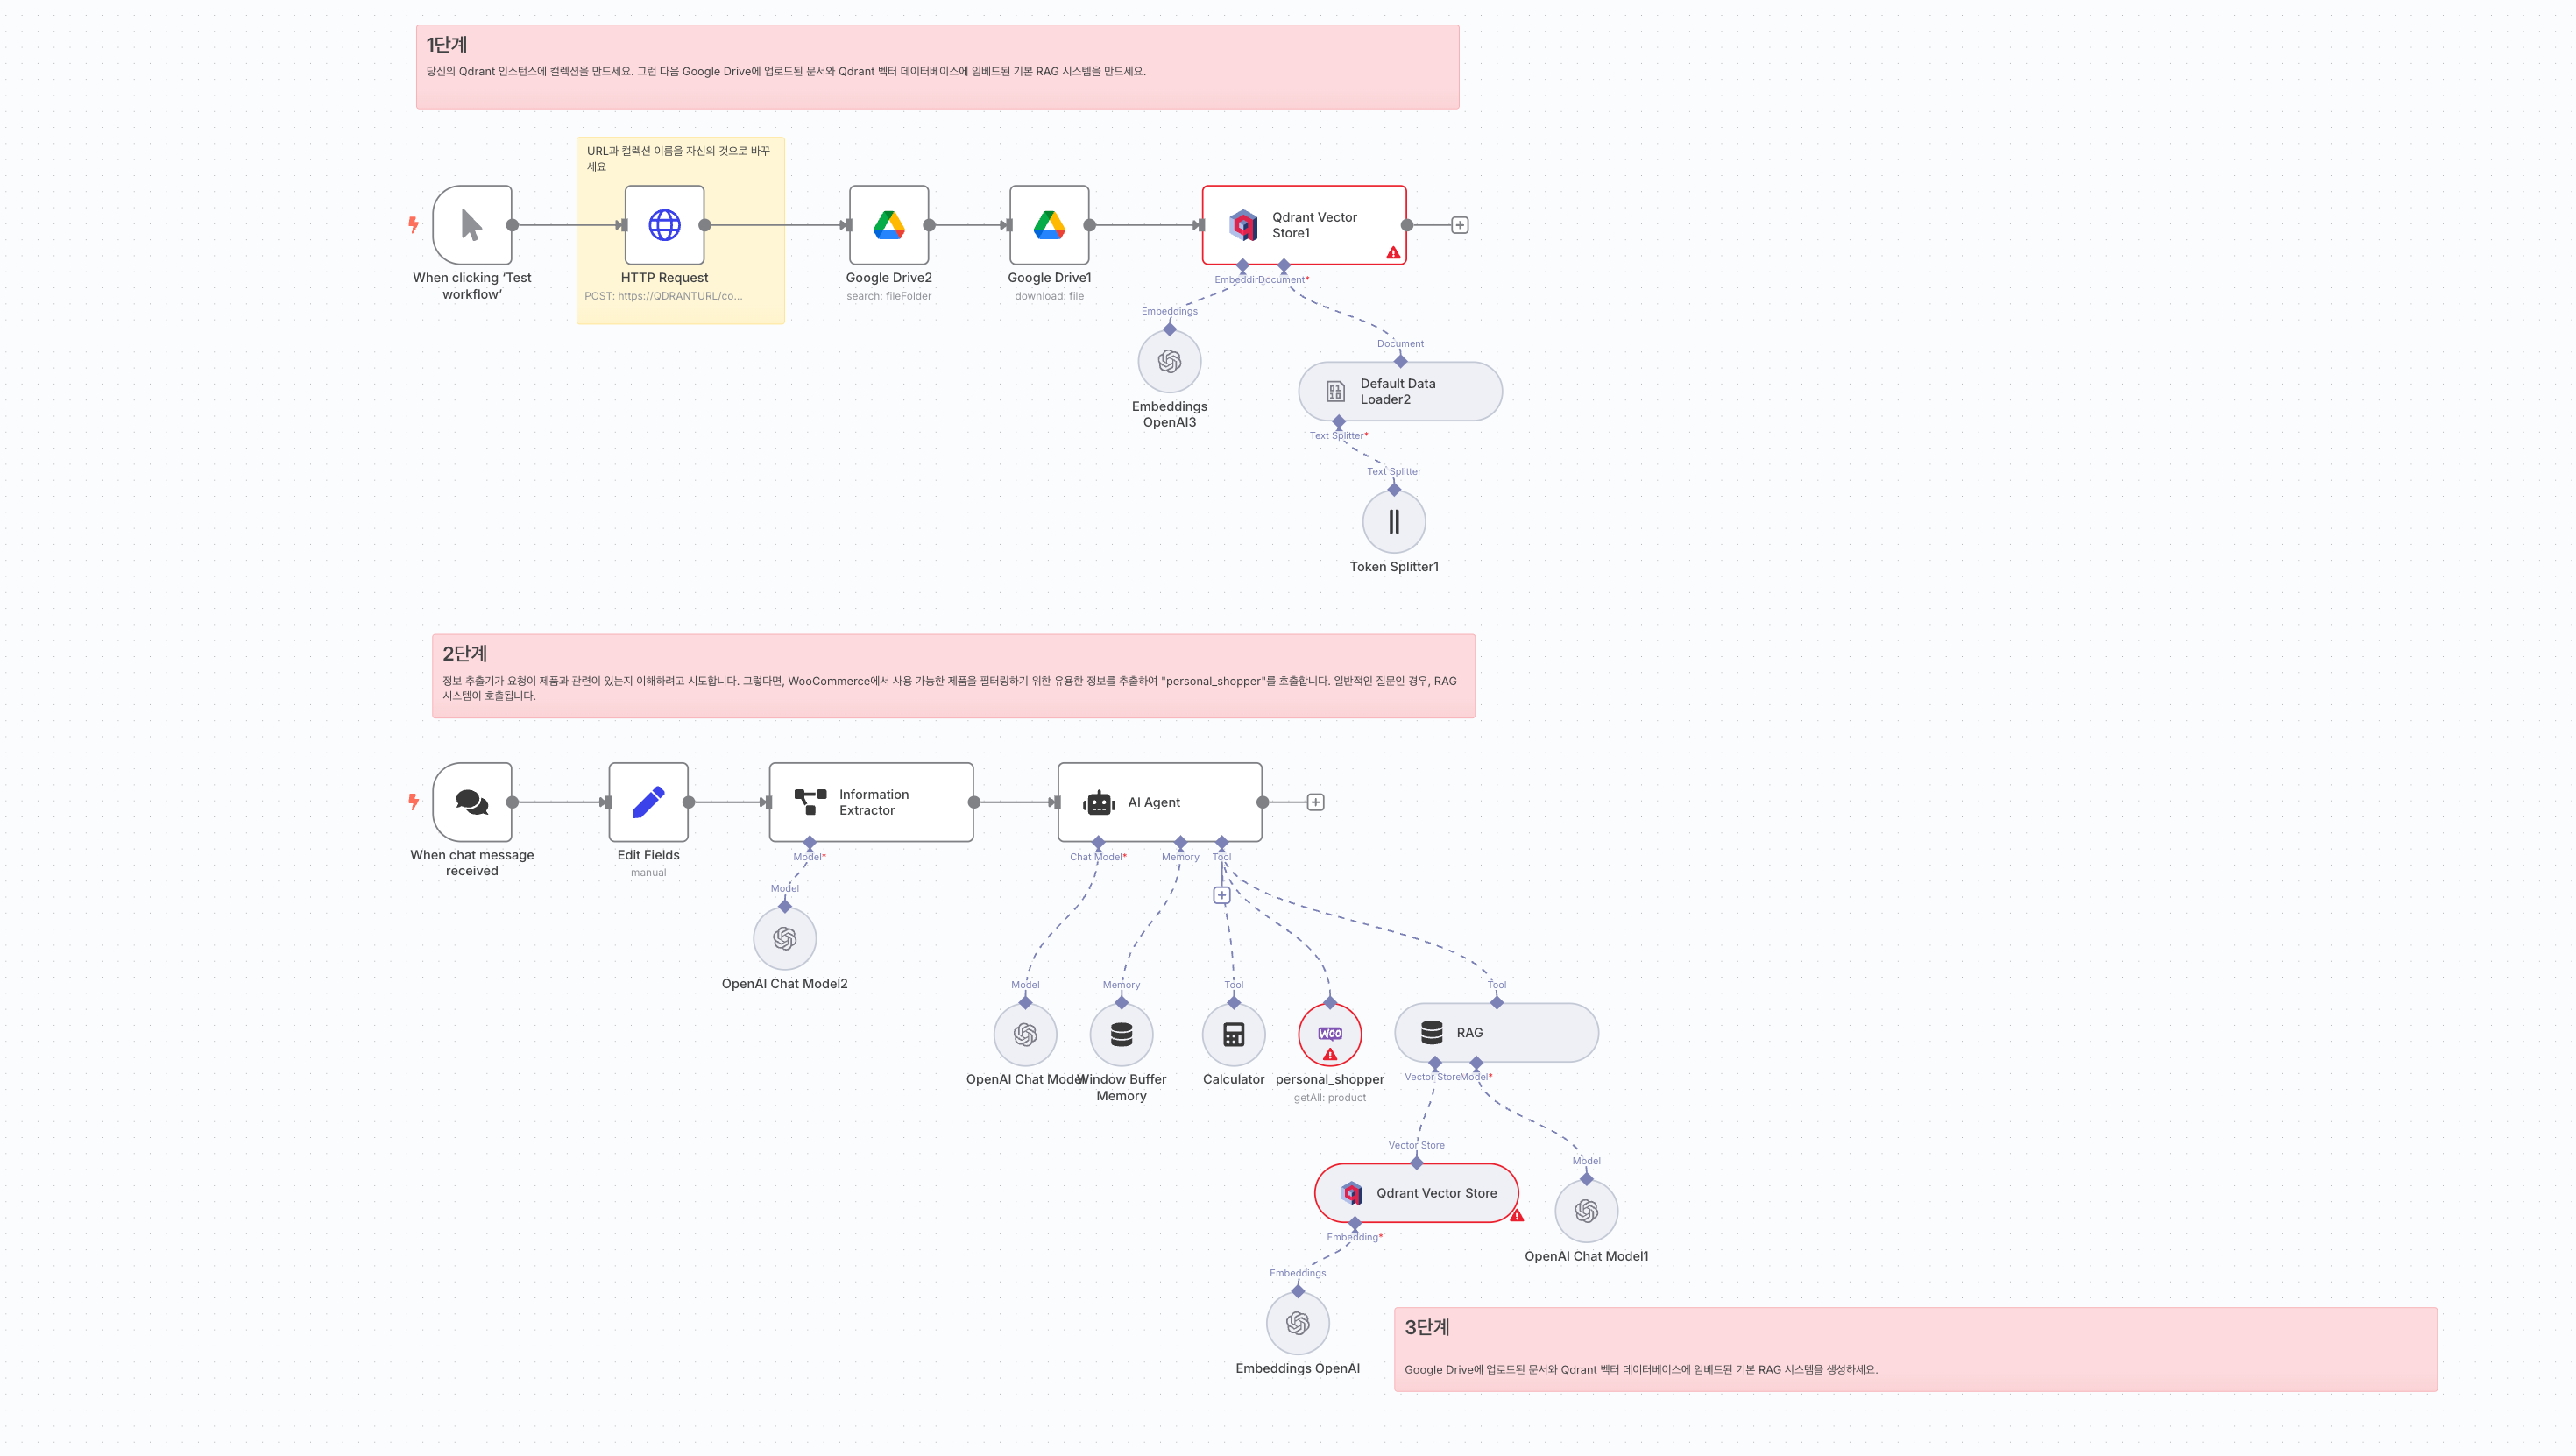 1단계
당신의 Qdrant 인스턴스에 컬렉션을 만드세요. 그런 다음 Google Drive에 업로드된 문서와 Qdrant 벡터 데이터베이스에 임베드된 기본 RAG 시스템을 만드세요.
URL과 컬렉션 이름을 자신의 것으로 바꾸
세요
When clicking ‘Test
workflow’
HTTP Request
POST: https://QDRANTURL/co...
Google Drive2
search: fileFolder
Google Drive1
download: file
Qdrant Vector
Store1
Document*
Embeddings
Embeddings
OpenAI3
Document
Default Data
Loader2
Text Splitter*
Text Splitter
Token Splitter1
2단계
정보 추출기가 요청이 제품과 관련이 있는지 이해하려고 시도합니다. 그렇다면, WooCommerce에서 사용 가능한 제품을 필터링하기 위한 유용한 정보를 추출하여 "personal_shopper"를 호출합니다. 일반적인 질문인 경우, RAG
시스템이 호출됩니다.
When chat message
received
Edit Fields
manual
Information
Extractor
Model*
Model
OpenAI Chat Model2
AI Agent
Chat Model*
Memory
Tool
Model
OpenAI Chat Model
Memory
Window Buffer
Memory
Tool
Calculator
WOO
personal_shopper
getAll: product
Tool
RAG
Vector Store
Model*
Vector Store
Qdrant Vector Store
Embedding*
Embeddings
Embeddings OpenAI
Model
OpenAI Chat Model1
3단계
Google Drive에 업로드된 문서와 Qdrant 벡터 데이터베이스에 임베드된 기본 RAG 시스템을 생성하세요.